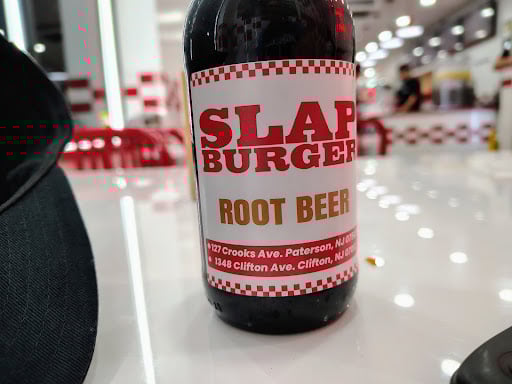 SLAP
BURGER
ROOT BEER
127 Crooks Ave. Paterson, NJ
1348 Clifton Ave. Clifton, NJ